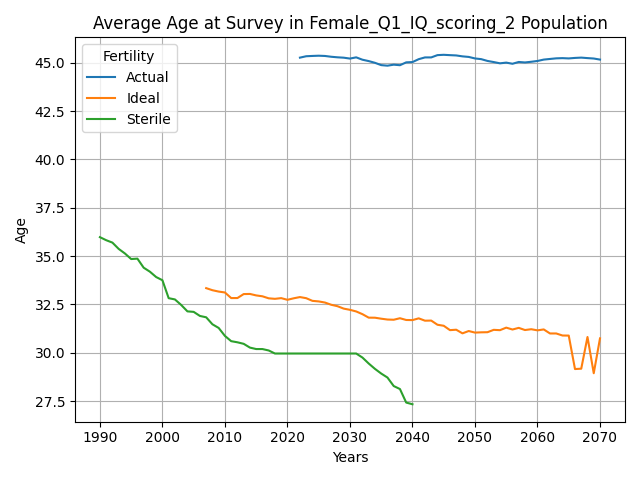 Average Age at Survey in Female_Q1_IQ_scoring_2 Population
Fertility
Actual
Ideal
Sterile
Age
45.0
42.5
40.0
37.5
35.0
32.5
30.0
27.5
1990 2000 2010 2020 2030 2040 2050 2060 2070
Years